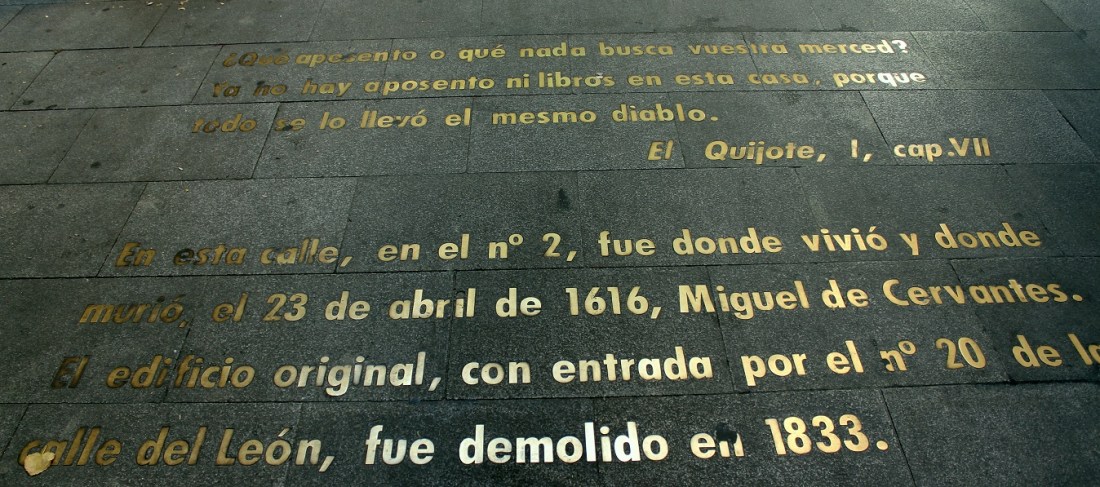 ¿Qué aposento o qué nada busca vuestra merced?
Ya no hay aposento ni libros en esta casa, porque
todo se lo llevó el mesmo diablo.
El Quijote, I, cap.VII
En esta calle, en el nº 2, fue donde vivió y donde
murió, el 23 de abril de 1616, Miguel de Cervantes.
El edificio original, con entrada por el nº 20 de la
calle del León, fue demolido en 1833.